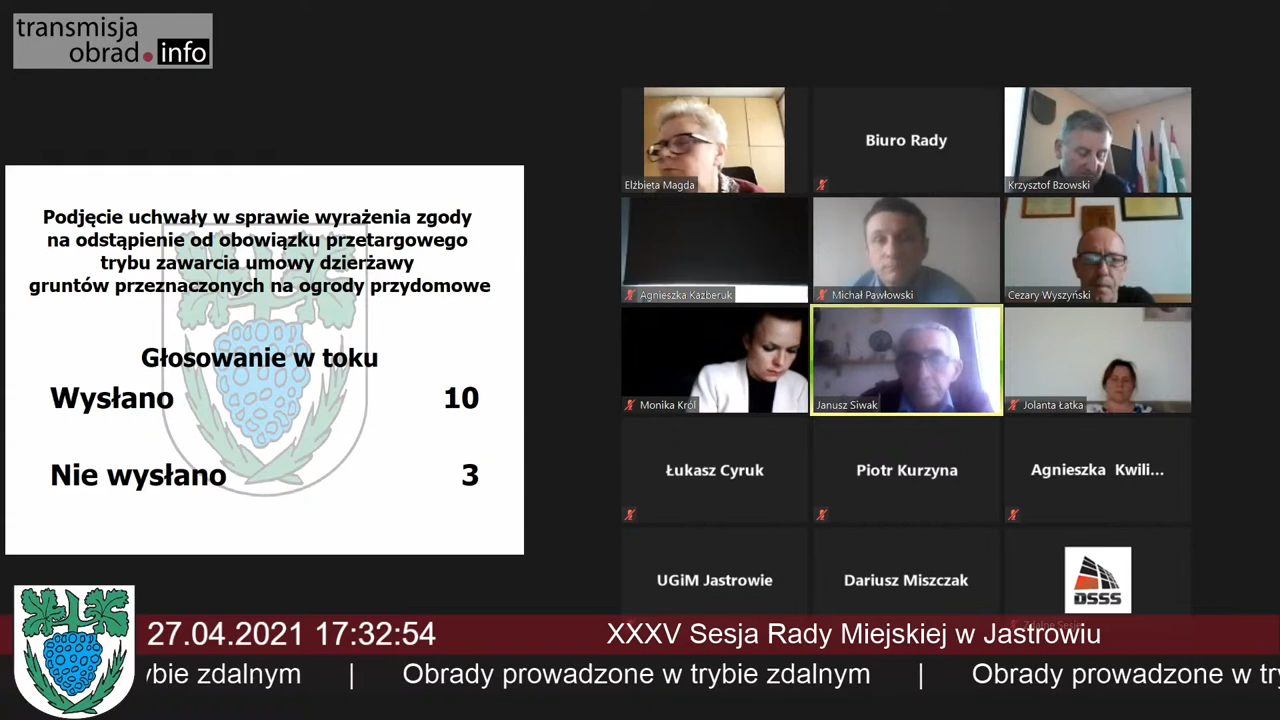 transmisja
obrad.info
Podjęcie uchwały w sprawie wyrażenia zgody
na odstąpienie od obowiązku przetargowego
trybu zawarcia umowy dzierżawy
gruntów przeznaczonych na ogrody przydomowe
Głosowanie w toku
Wysłano 10
Nie wysłano 3
Elżbieta Magda
Biuro Rady
Krzysztof Bzowski
Agnieszka Kazberuk
Michał Pawłowski
Cezary Wyszyński
Monika Król
Janusz Siwak
Jolanta Łatka
Łukasz Cyruk
Piotr Kurzyna
Agnieszka Kwili...
UGiM Jastrowie
Dariusz Miszczak
DSSS
Zdalne Sesje
27.04.2021 17:32:54 XXXV Sesja Rady Miejskiej w Jastrowiu
ybie zdalnym | Obrady prowadzone w trybie zdalnym | Obrady prowadzone w try